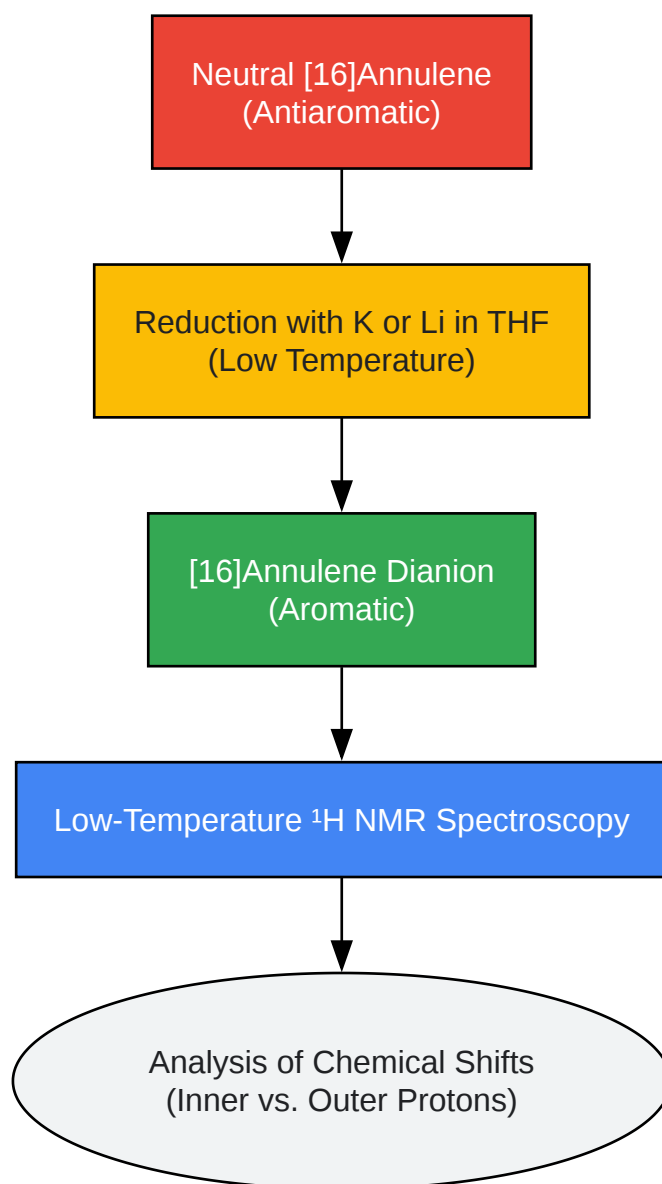 Neutral [16]Annulene
(Antiaromatic)
Reduction with K or Li in THF
(Low Temperature)
[16]Annulene Dianion
(Aromatic)
Low-Temperature ¹H NMR Spectroscopy
Analysis of Chemical Shifts
(Inner vs. Outer Protons)